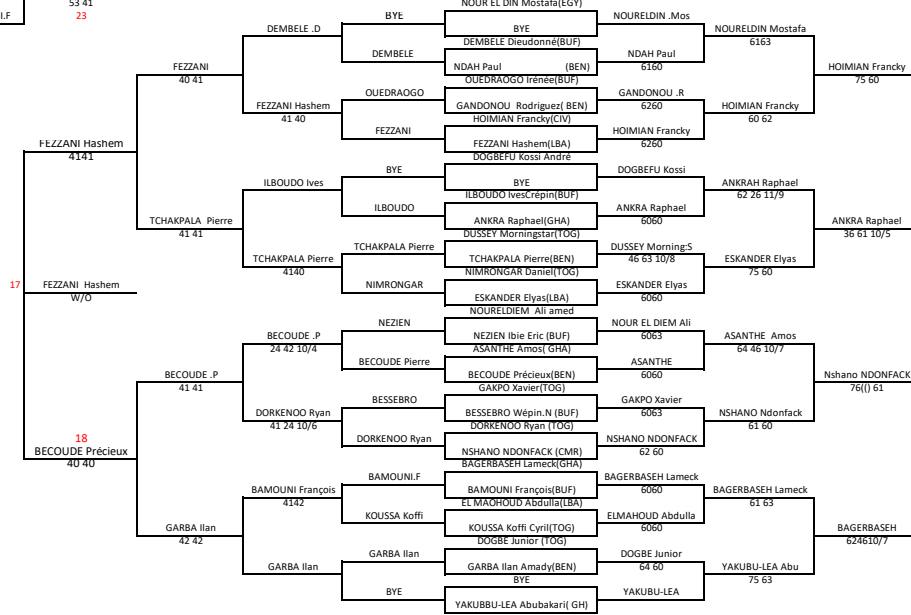 53 41
I.F
23
NOUR EL DIN Mostafa(EGY)
BYE
NOURELDIN .Mos
DEMBELE .D
BYE
NOURELDIN Mostafa
6163
DEMBELE Dieudonné(BUF)
DEMBELE
NDAH Paul (BEN)
NDAH Paul
6160
FEZZANI
40 41
HOIMIAN Francky
75 60
OUEDRAOGO Irénée(BUF)
OUEDRAOGO
GANDONOU Rodriguez( BEN)
GANDONOU .R
6260
FEZZANI Hashem
41 40
HOIMIAN Francky
60 62
HOIMIAN Francky(CIV)
FEZZANI
FEZZANI Hashem(LBA)
HOIMIAN Francky
6260
FEZZANI Hashem
4141
DOGBEFU Kossi André
BYE
BYE
DOGBEFU Kossi
ILBOUDO Ives
ANKRAH Raphael
62 26 11/9
ILBOUDO IvesCrépin(BUF)
ILBOUDO
ANKRA Raphael(GHA)
ANKRA Raphael
6060
TCHAKPALA Pierre
41 41
ANKRA Raphael
36 61 10/5
DUSSEY Morningstar(TOG)
TCHAKPALA Pierre
TCHAKPALA Pierre(BEN)
DUSSEY Morning:S
46 63 10/8
TCHAKPALA Pierre
4140
ESKANDER Elyas
75 60
NIMRONGAR Daniel(TOG)
NIMRONGAR
ESKANDER Elyas(LBA)
ESKANDER Elyas
6060
17
FEZZANI Hashem
W/O
NOURELDIEM Ali amed
NEZIEN
NEZIEN Ibie Eric (BUF)
NOUR EL DIEM Ali
6063
BECOUDE .P
24 42 10/4
ASANTHE Amos
64 46 10/7
ASANTHE Amos( GHA)
BECOUDE Pierre
BECOUDE Précieux(BEN)
ASANTHE
6060
BECOUDE .P
41 41
Nshano NDONFACK
76(() 61
GAKPO Xavier(TOG)
BESSEBRO
BESSEBRO Wépin.N (BUF)
GAKPO Xavier
6063
DORKENOO Ryan
41 24 10/6
NSHANO Ndonfack
61 60
DORKENOO Ryan (TOG)
DORKENOO Ryan
NSHANO NDONFACK (CMR)
NSHANO NDONFACK
62 60
18
BECOUDE Précieux
40 40
BAGERBASEH Lameck(GHA)
BAMOUNI.F
BAMOUNI François(BUF)
BAGERBASEH Lameck
6060
BAMOUNI François
4142
BAGERBASEH Lameck
61 63
EL MAOHOUD Abdulla(LBA)
KOUSSA Koffi
KOUSSA Koffi Cyril(TOG)
ELMAHOUD Abdulla
6060
GARBA Ilan
42 42
BAGERBASEH
624610/7
DOGBE Junior (TOG)
GARBA Ilan
GARBA Ilan Amady(BEN)
DOGBE Junior
64 60
GARBA Ilan
YAKUBU-LEA Abu
75 63
BYE
BYE
YAKUBBU-LEA Abubakari( GH)
YAKUBU-LEA